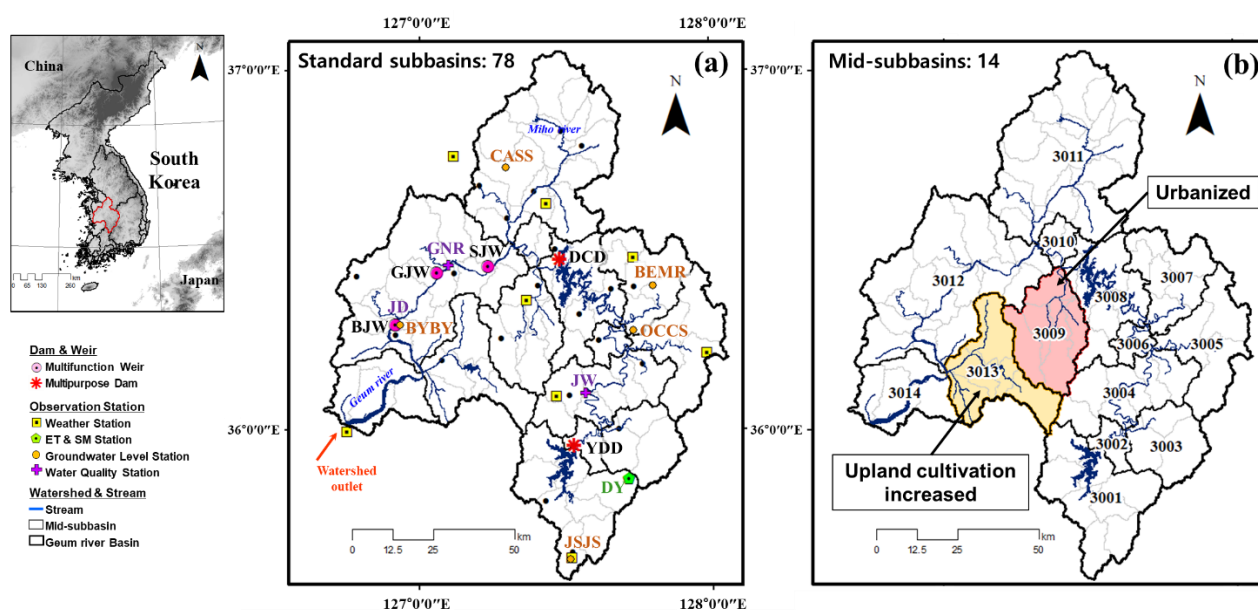 China
N
South
Korea
Japan
0
65
130
260
km
Dam & Weir
Multifunction Weir
Multipurpose Dam
Observation Station
Weather Station
ET & SM Station
Groundwater Level Station
Water Quality Station
Watershed & Stream
Stream
Mid-subbasin
Geum river Basin
127°0'0"E
128°0'0"E
37°0'0"N
36°0'0"N
Standard subbasins: 78
(a)
N
Miho river
CASS
GNR
SJW
GJW
DCD
BEMR
JD
BJW
BYBY
OCCS
JW
Geum river
YDD
Watershed
outlet
DY
JSJS
0
12.5
25
50
km
127°0'0"E
128°0'0"E
37°0'0"N
36°0'0"N
Mid-subbasins: 14
(b)
N
3011
Urbanized
3010
3007
3012
3008
3009
3006
3005
3013
3004
3014
3002
3003
Upland cultivation
increased
3001
0
12.5
25
50
km